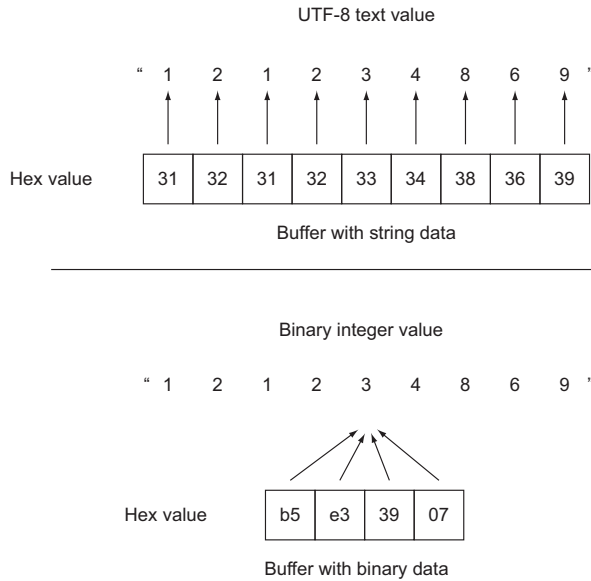 UTF-8 text value
“ 1 2 1 2 3 4 8 6 9 ”
Hex value 31 32 31 32 33 34 38 36 39
Buffer with string data
Binary integer value
“ 1 2 1 2 3 4 8 6 9 ”
Hex value b5 e3 39 07
Buffer with binary data